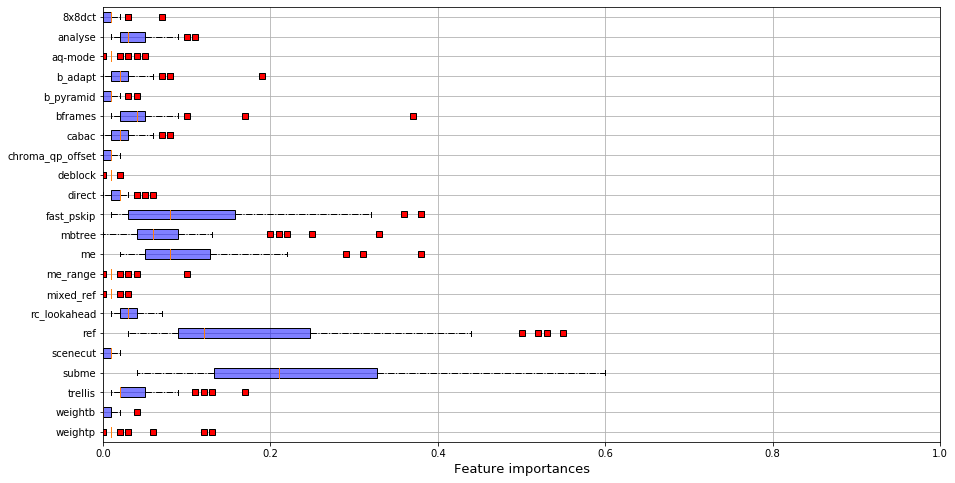 8x8dct
analyse
aq-mode
b_adapt
b_pyramid
bframes
cabac
chroma_qp_offset
deblock
direct
fast_pskip
mbtree
me
me_range
mixed_ref
rc_lookahead
ref
scenecut
subme
trellis
weightb
weightp
0.0 0.2 0.4 0.6 0.8 1.0
Feature importances